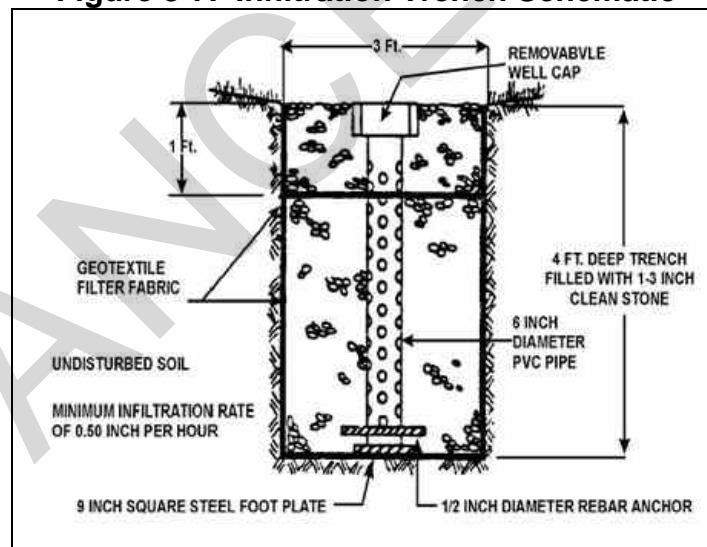 3 Ft.
REMOVABVLE
WELL CAP
1 Ft.
GEOTEXTILE
FILTER FABRIC
4 FT. DEEP TRENCH
FILLED WITH 1-3 INCH
CLEAN STONE
6 INCH
DIAMETER
PVC PIPE
UNDISTURBED SOIL
MINIMUM INFILTRATION RATE
OF 0.50 INCH PER HOUR
9 INCH SQUARE STEEL FOOT PLATE
1/2 INCH DIAMETER REBAR ANCHOR